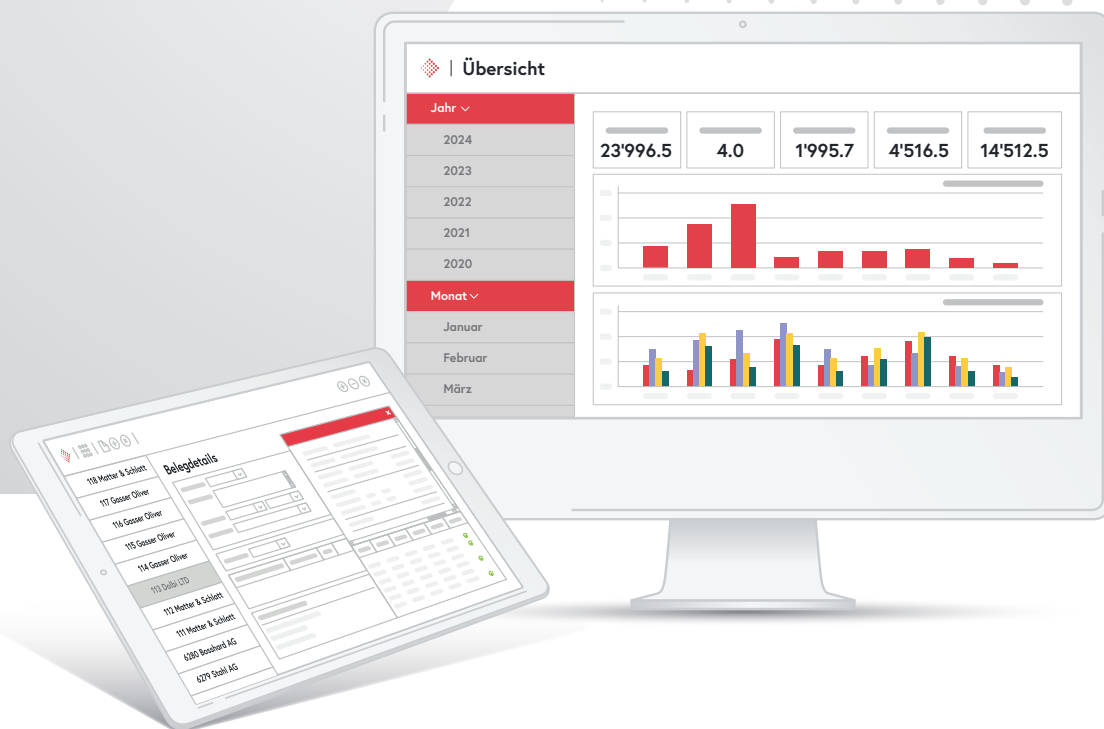 | Übersicht
Jahr
2024
2023
2022
2021
2020
Monat
Januar
Februar
März
23'996.5
4.0
1'995.7
4'516.5
14'512.5
Belegdetails
118 Matter & Schlatt
117 Gasser Oliver
116 Gasser Oliver
115 Gasser Oliver
114 Gasser Oliver
113 Dalbi LTD
112 Matter & Schlatt
111 Matter & Schlatt
6280 Bosshard AG
6279 Stahl AG
x